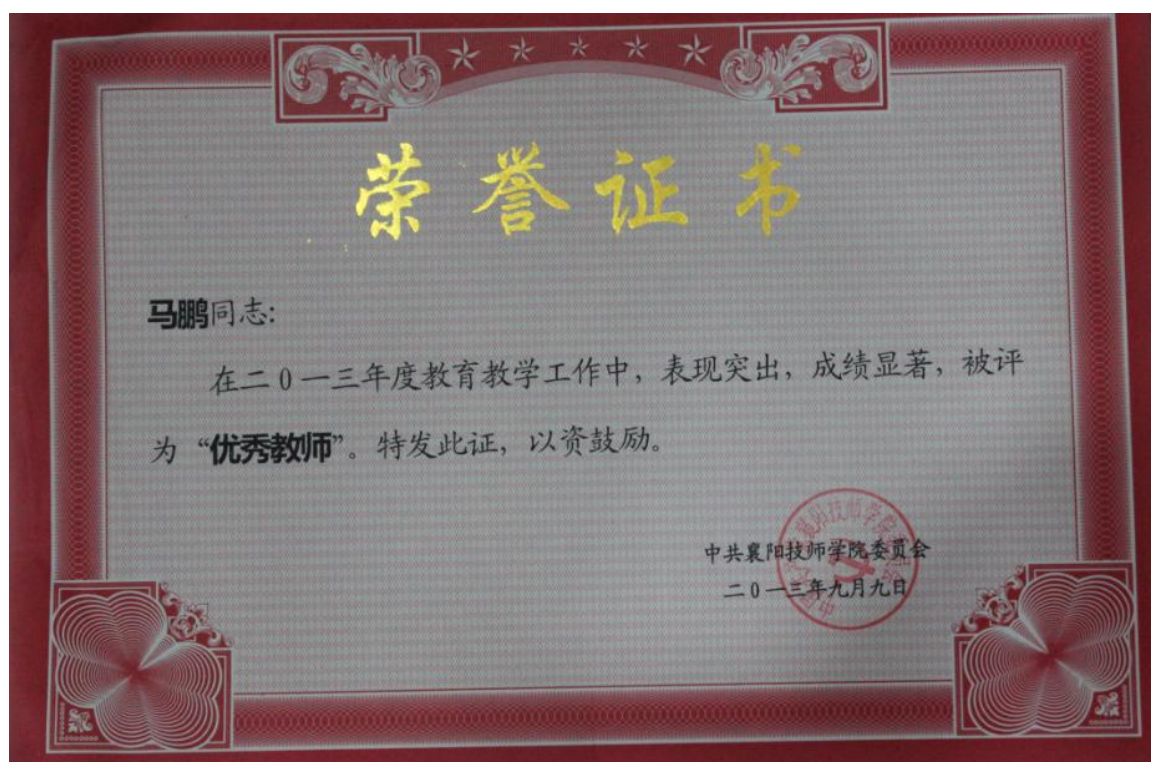 荣誉证书
马鹏同志:
在二0一三年度教育教学工作中，表现突出，成绩显著，被评
为“优秀教师”。特发此证，以资鼓励。
中共襄阳技师学院委员会
二0一三年九月九日